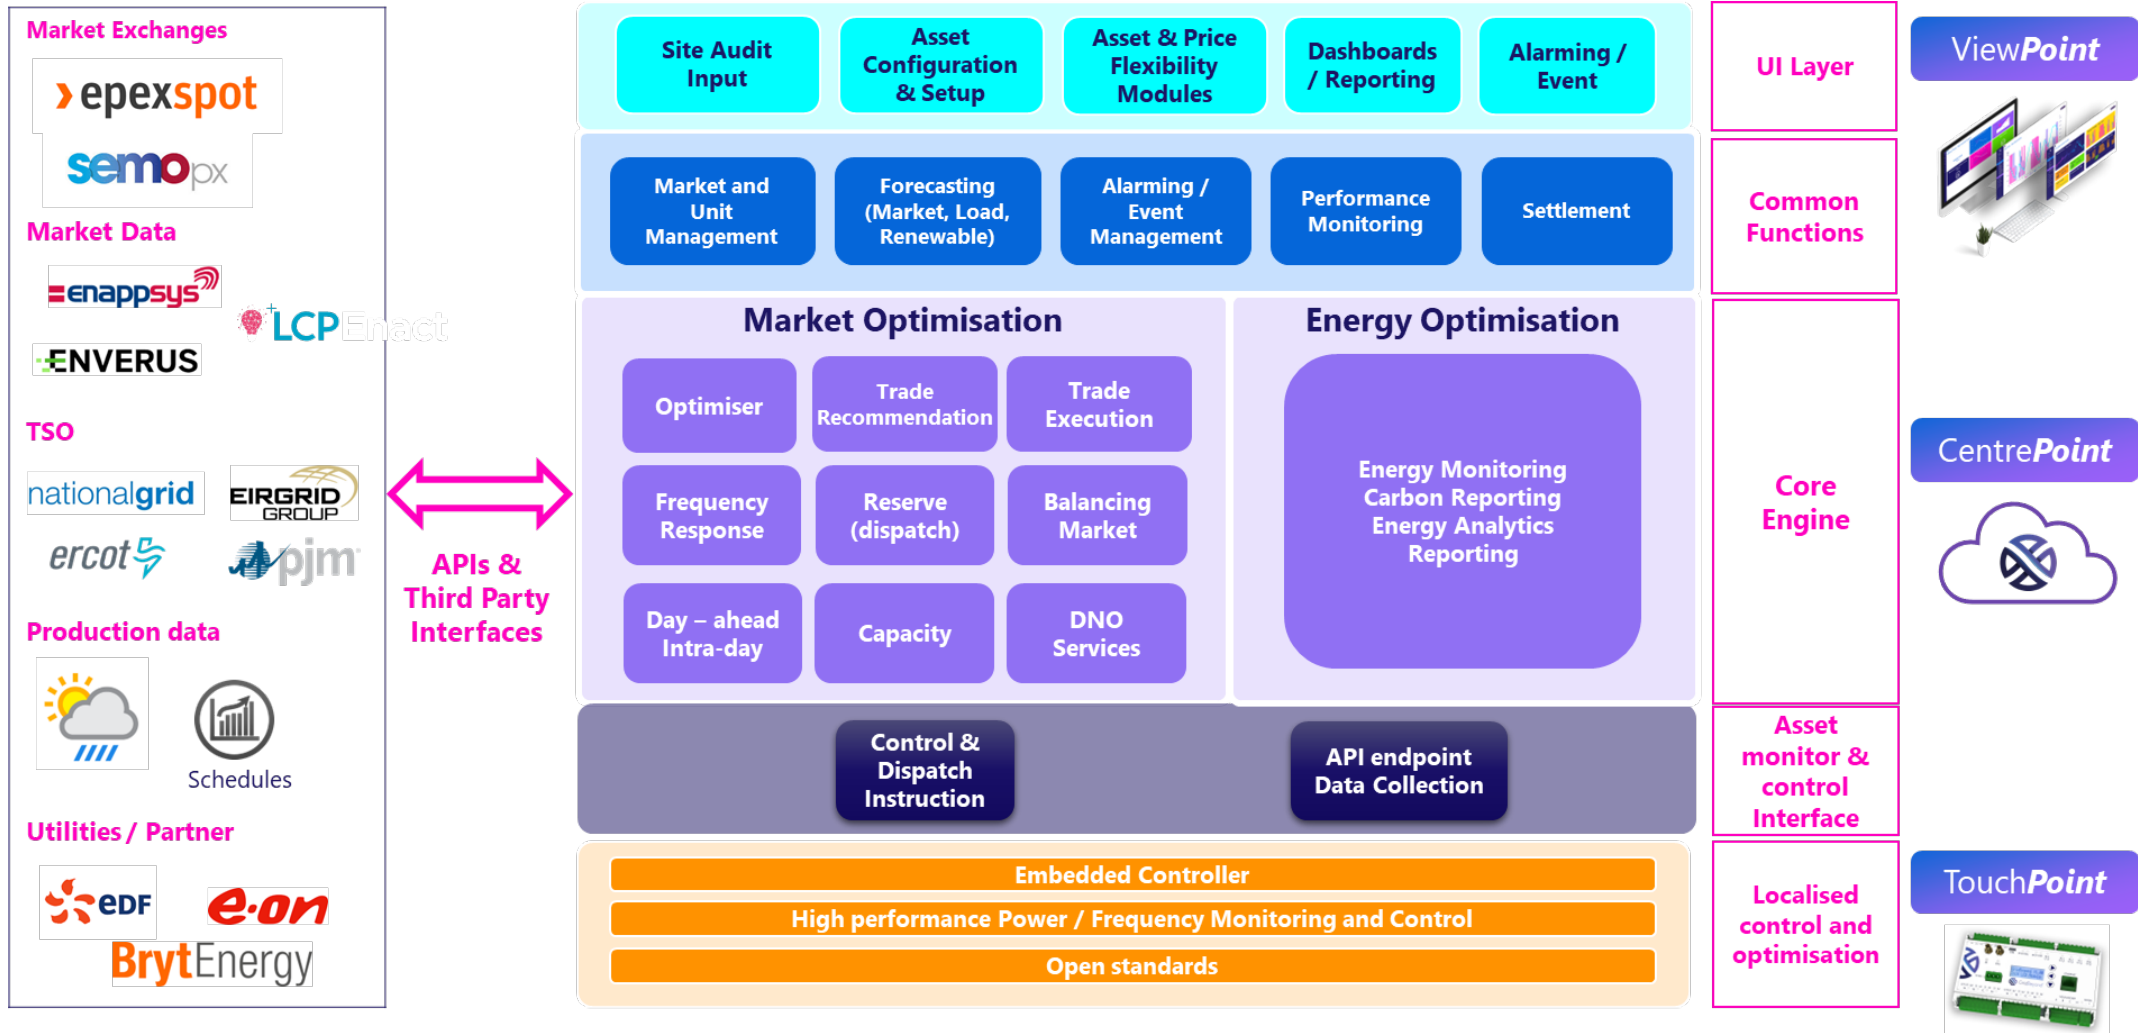 Market Exchanges
epexspot
semopx
Market Data
enappsys
LCPEnact
ENVERUS
TSO
nationalgrid
EIRGRID
GROUP
ercot
pjm
Production data
Schedules
Utilities / Partner
eDF
e·on
BrytEnergy
APIs &
Third Party
Interfaces
Site Audit
Input
Asset
Configuration
& Setup
Asset & Price
Flexibility
Modules
Dashboards
/ Reporting
Alarming /
Event
Market and
Unit
Management
Forecasting
(Market, Load,
Renewable)
Alarming /
Event
Management
Performance
Monitoring
Settlement
Market Optimisation
Optimiser
Trade
Recommendation
Trade
Execution
Frequency
Response
Reserve
(dispatch)
Balancing
Market
Day – ahead
Intra-day
Capacity
DNO
Services
Energy Optimisation
Energy Monitoring
Carbon Reporting
Energy Analytics
Reporting
Control &
Dispatch
Instruction
API endpoint
Data Collection
Embedded Controller
High performance Power / Frequency Monitoring and Control
Open standards
UI Layer
Common
Functions
Core
Engine
Asset
monitor &
control
Interface
Localised
control and
optimisation
ViewPoint
CentrePoint
TouchPoint